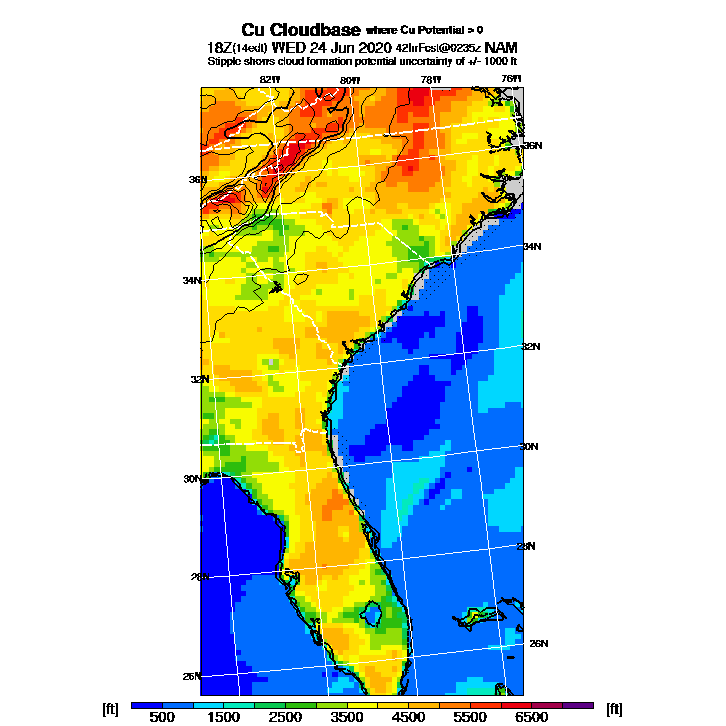 Cu Cloudbase where Cu Potential > 0
18Z(14edt) WED 24 Jun 2020 42hrFcst@0235z NAM
Stipple shows cloud formation potential uncertainty of +/- 1000 ft
82W 80W 78W 76W
36N
36N
34N
34N
32N
32N
30N
30N
28N
28N
26N
26N
[ft] 500 1500 2500 3500 4500 5500 6500 [ft]